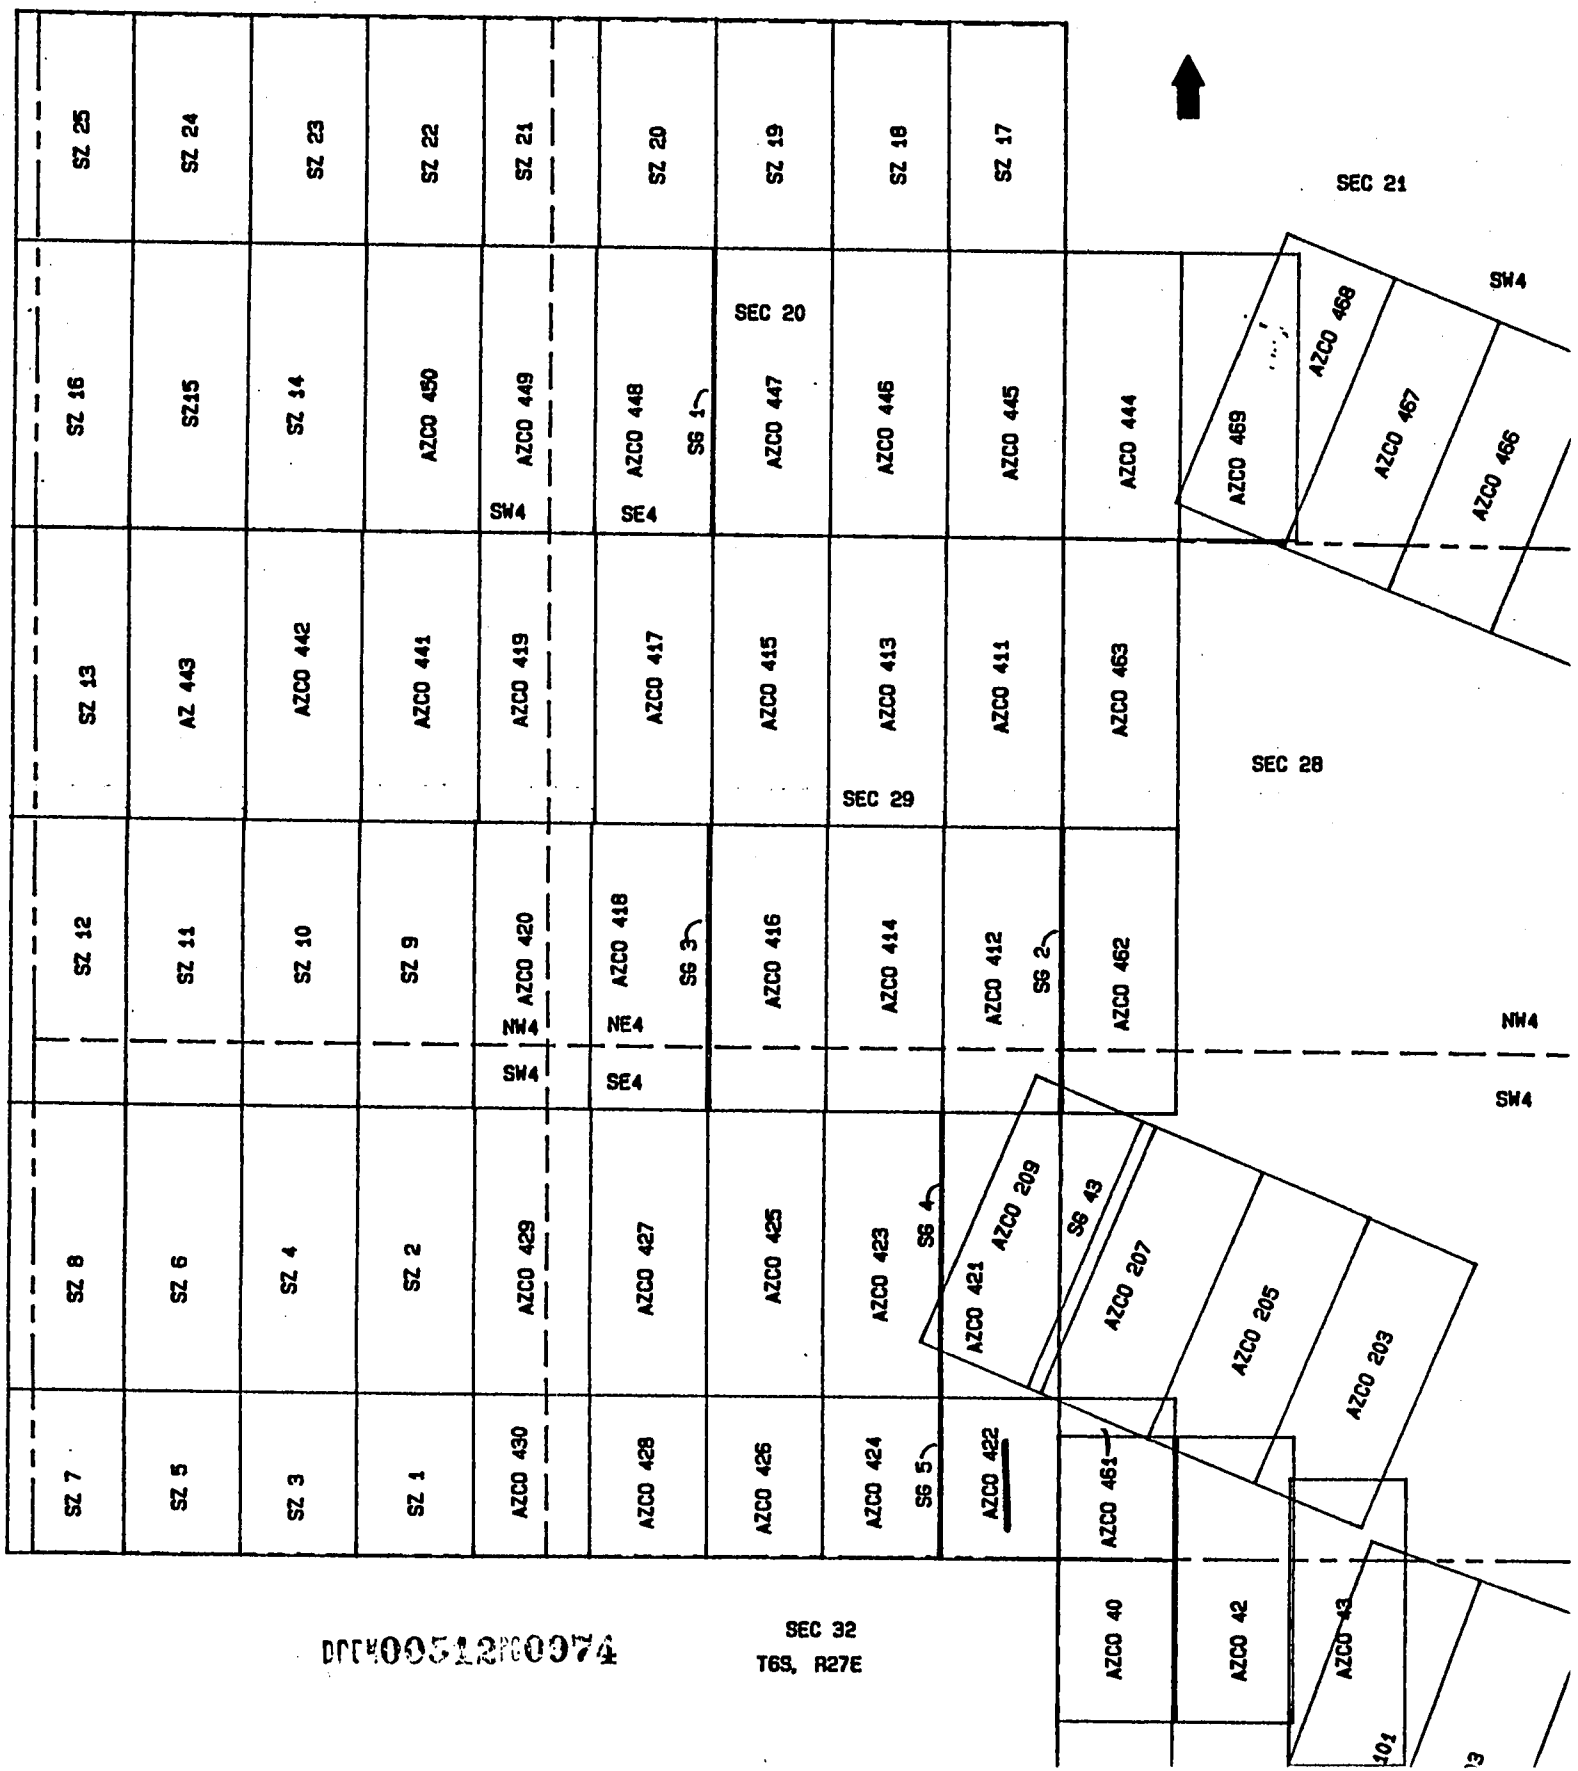 SZ 25
SZ 24
SZ 23
SZ 22
SZ 21
SZ 20
SZ 19
SZ 18
SZ 17
SEC 21
SW4
SEC 20
SZ 16
SZ15
SZ 14
AZCO 450
AZCO 449
AZCO 448
SG 1
AZCO 447
AZCO 446
AZCO 445
AZCO 444
AZCO 469
AZCO 468
AZCO 467
AZCO 466
SW4
SE4
SZ 13
AZ 443
AZCO 442
AZCO 441
AZCO 419
AZCO 417
AZCO 415
AZCO 413
AZCO 411
AZCO 463
SEC 28
SEC 29
SZ 12
SZ 11
SZ 10
SZ 9
AZCO 420
AZCO 418
SG 3
AZCO 416
AZCO 414
AZCO 412
SG 2
AZCO 462
NW4
NE4
NW4
SW4
SE4
SW4
SZ 8
SZ 6
SZ 4
SZ 2
AZCO 429
AZCO 427
AZCO 425
AZCO 423
SG 4
AZCO 421
AZCO 209
SG 43
AZCO 207
AZCO 205
AZCO 203
SZ 7
SZ 5
SZ 3
SZ 1
AZCO 430
AZCO 428
AZCO 426
AZCO 424
SG 5
AZCO 422
AZCO 461
AZCO 40
AZCO 42
AZCO 43
101
SEC 32
T6S, R27E